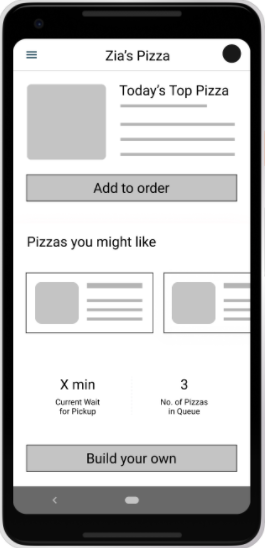 Zia's Pizza
Today's Top Pizza
Add to order
Pizzas you might like
X min
Current Wait
for Pickup
3
No. of Pizzas
in Queue
Build your own